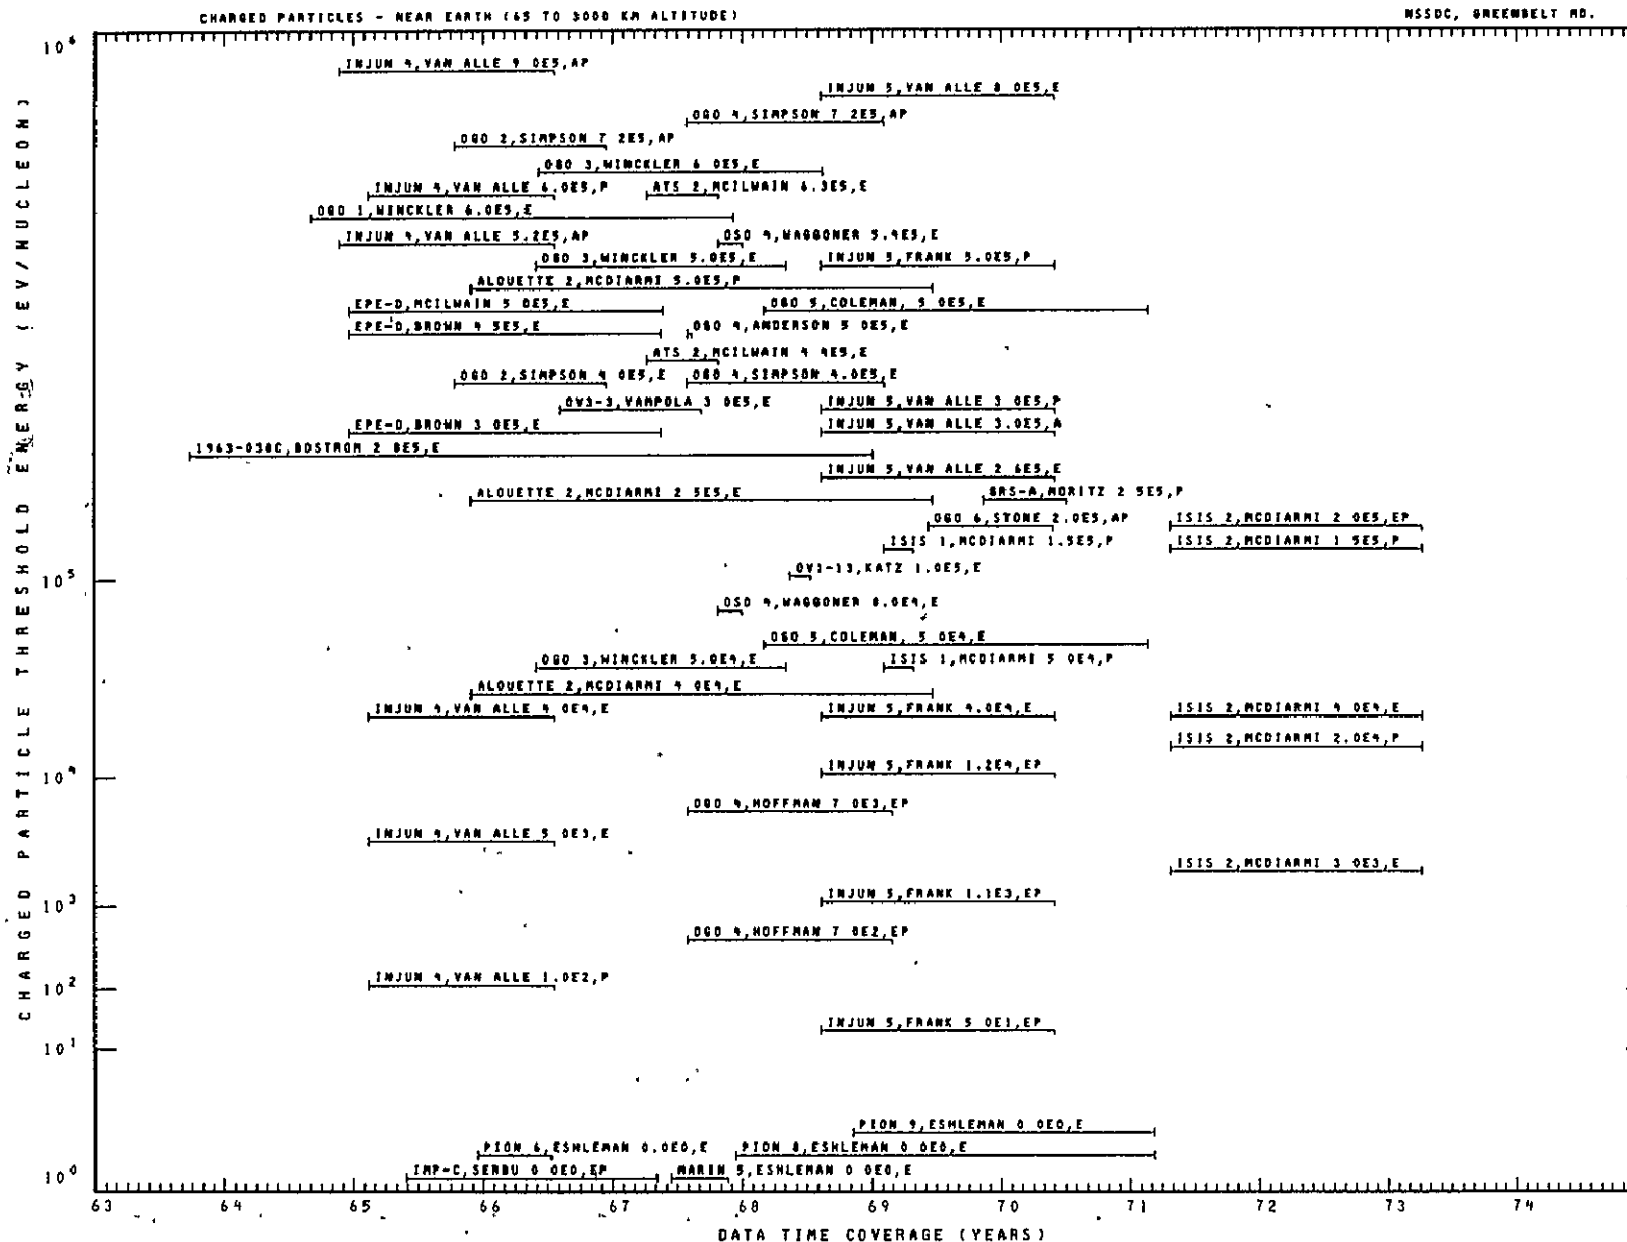 CHARGED PARTICLES - NEAR EARTH (65 TO 3000 KM ALTITUDE)
NSSDC, GREENBELT MD.
CHARGED PARTICLE THRESHOLD ENERGY (EV/NUCLEON)
10⁶
INJUN 4,VAN ALLE 9 0E5,AP
INJUN 5,VAN ALLE 8 0E5,E
OGO 4,SIMPSON 7 2E5,AP
OGO 2,SIMPSON 7 2E5,AP
OGO 3,WINCKLER 6 0E5,E
INJUN 4,VAN ALLE 6.0E5,P
ATS 2,MCILWAIN 6.3E5,E
OGO 1,WINCKLER 6.0E5,E
INJUN 4,VAN ALLE 5.2E5,AP
OSO 4,WAGGONER 5.4E5,E
OGO 3,WINCKLER 5.0E5,E
INJUN 5,FRANK 5.0E5,P
ALOUETTE 2,MCDIARMI 5.0E5,P
EPE-D,MCILWAIN 5 0E5,E
OGO 5,COLEMAN, 5 0E5,E
EPE-D,BROWN 4 5E5,E
OGO 4,ANDERSON 5 0E5,E
ATS 2,MCILWAIN 4 4E5,E
OGO 2,SIMPSON 4 0E5,E
OGO 4,SIMPSON 4.0E5,E
OV3-3,VAMPOLA 3 0E5,E
INJUN 5,VAN ALLE 3 0E5,P
EPE-D,BROWN 3 0E5,E
INJUN 5,VAN ALLE 3.0E5,A
1963-038C,BOSTROM 2 8E5,E
INJUN 5,VAN ALLE 2 6E5,E
ALOUETTE 2,MCDIARMI 2 5E5,E
GRS-A,MORITZ 2 5E5,P
OGO 6,STONE 2.0E5,AP
ISIS 2,MCDIARMI 2 0E5,EP
ISIS 1,MCDIARMI 1.5E5,P
ISIS 2,MCDIARMI 1 5E5,P
10⁵
OV1-13,KATZ 1.0E5,E
OSO 4,WAGGONER 8.0E4,E
OGO 5,COLEMAN, 5 0E4,E
OGO 3,WINCKLER 5.0E4,E
ISIS 1,MCDIARMI 5 0E4,P
ALOUETTE 2,MCDIARMI 4 0E4,E
INJUN 4,VAN ALLE 4 0E4,E
INJUN 5,FRANK 4.0E4,E
ISIS 2,MCDIARMI 4 0E4,E
ISIS 2,MCDIARMI 2.0E4,P
10⁴
INJUN 5,FRANK 1.2E4,EP
OGO 4,HOFFMAN 7 0E3,EP
INJUN 4,VAN ALLE 5 0E3,E
ISIS 2,MCDIARMI 3 0E3,E
10³
INJUN 5,FRANK 1.1E3,EP
OGO 4,HOFFMAN 7 0E2,EP
10²
INJUN 4,VAN ALLE 1.0E2,P
INJUN 5,FRANK 5 0E1,EP
10¹
PION 9,ESHLEMAN 0 0E0,E
PION 6,ESHLEMAN 0.0E0,E
PION 8,ESHLEMAN 0 0E0,E
10⁰
IMP-C,SERBU 0 0E0,EP
MARIN 5,ESHLEMAN 0 0E0,E
63 64 65 66 67 68 69 70 71 72 73 74
DATA TIME COVERAGE (YEARS)